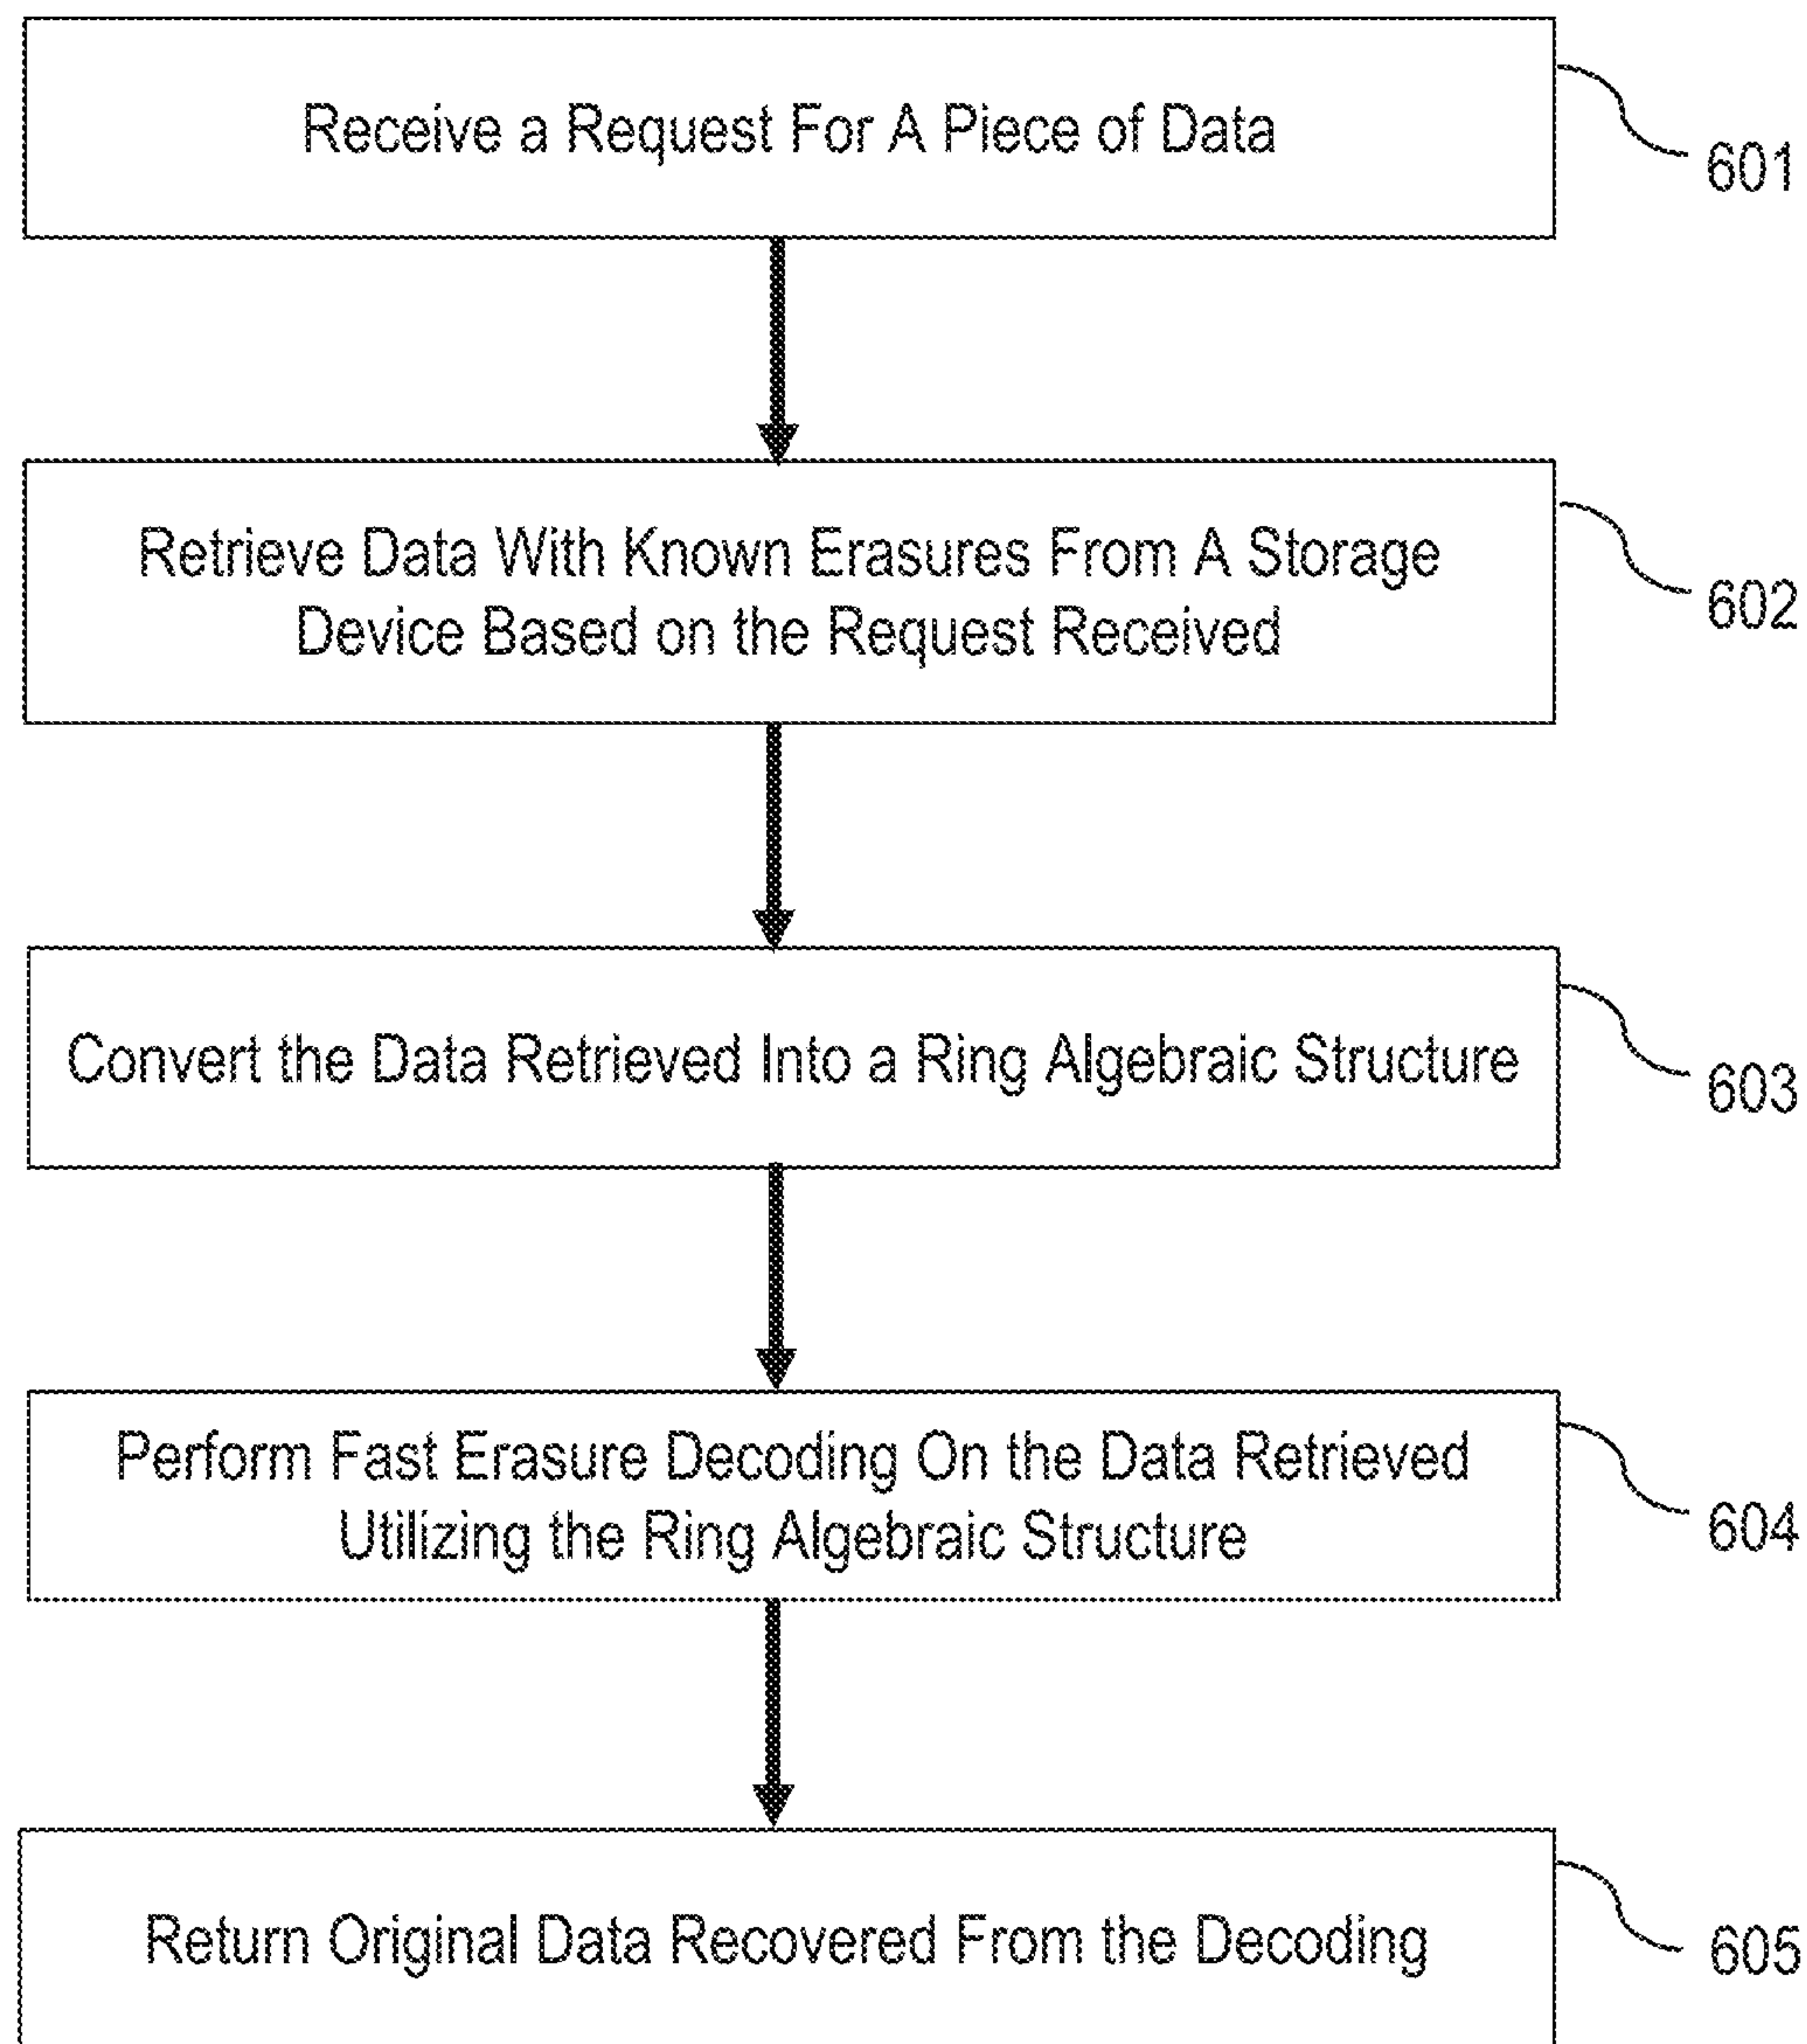 Receive a Request For A Piece of Data
601
Retrieve Data With Known Erasures From A Storage
Device Based on the Request Received
602
Convert the Data Retrieved Into a Ring Algebraic Structure
603
Perform Fast Erasure Decoding On the Data Retrieved
Utilizing the Ring Algebraic Structure
604
Return Original Data Recovered From the Decoding
605